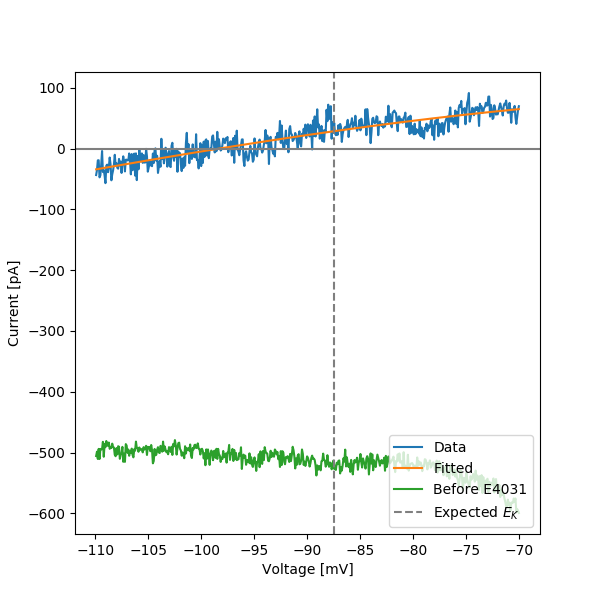 100
0
−100
−200
−300
−400
−500
−600
Current [pA]
−110
−105
−100
−95
−90
−85
−80
−75
−70
Voltage [mV]
Data
Fitted
Before E4031
Expected E_K